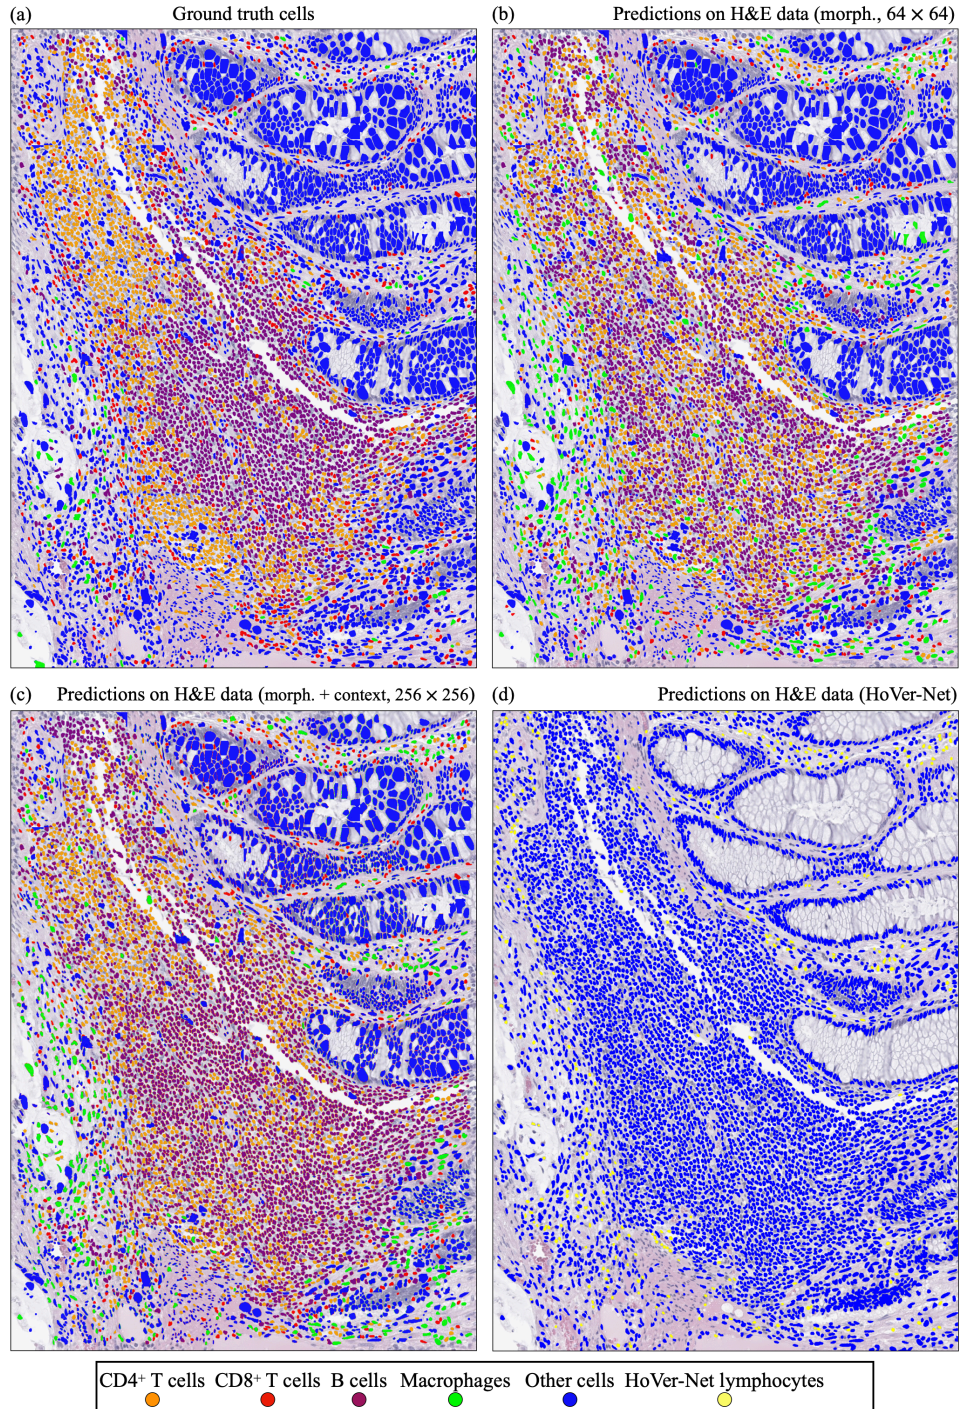 (a) Ground truth cells
(b) Predictions on H&E data (morph., 64 × 64)
(c) Predictions on H&E data (morph. + context, 256 × 256)
(d) Predictions on H&E data (HoVer-Net)
CD4⁺ T cells CD8⁺ T cells B cells Macrophages Other cells HoVer-Net lymphocytes